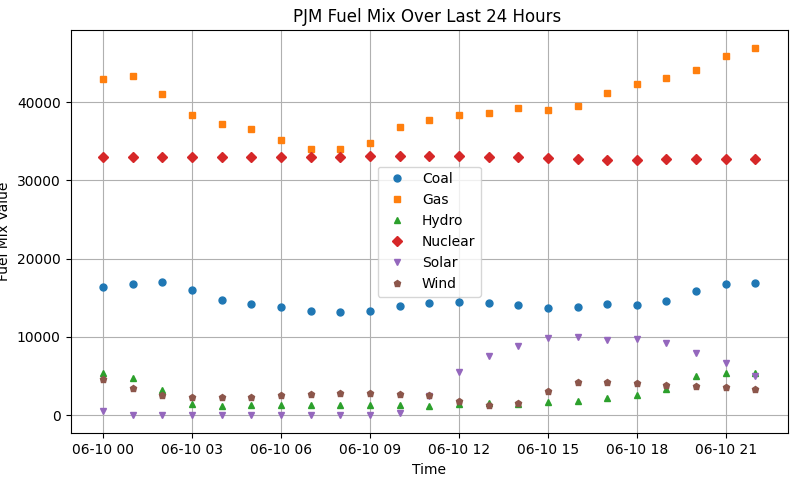 PJM Fuel Mix Over Last 24 Hours
40000
30000
20000
10000
0
Fuel Mix Value
Coal
Gas
Hydro
Nuclear
Solar
Wind
06-10 00 06-10 03 06-10 06 06-10 09 06-10 12 06-10 15 06-10 18 06-10 21
Time